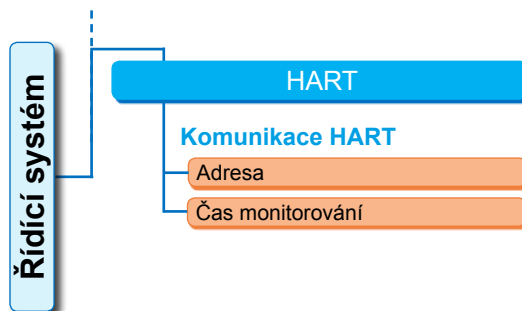 Řídící systém
HART
Komunikace HART
Adresa
Čas monitorování